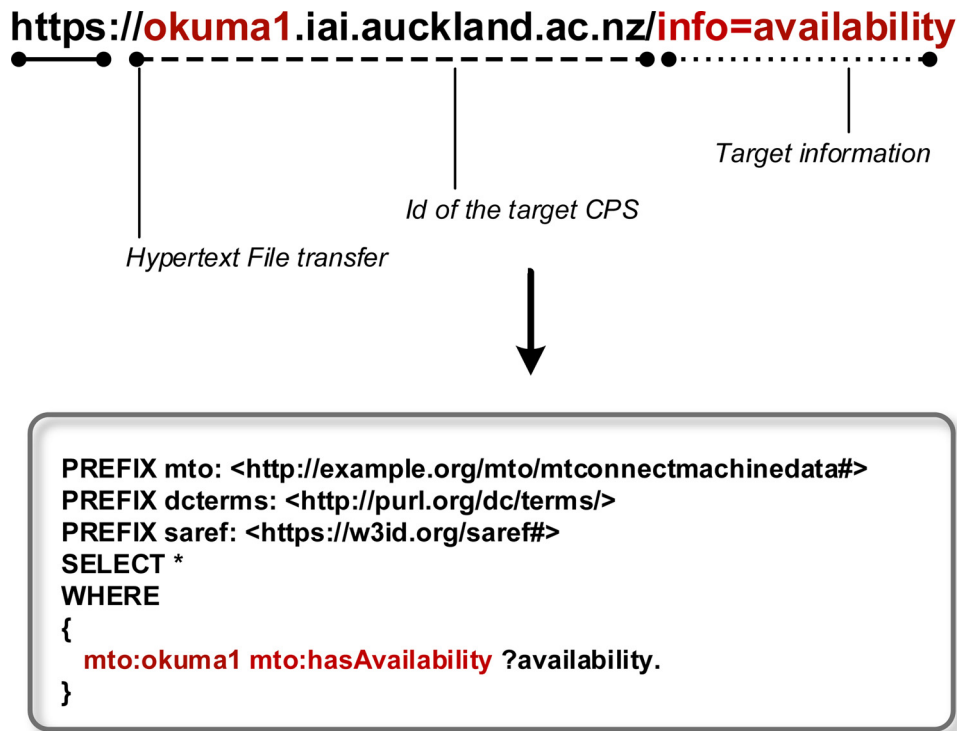 https://okuma1.iai.auckland.ac.nz/info=availability
Target information
Id of the target CPS
Hypertext File transfer
PREFIX mto: <http://example.org/mto/mtconnectmachinedata#>
PREFIX dcterms: <http://purl.org/dc/terms/>
PREFIX saref: <https://w3id.org/saref#>
SELECT *
WHERE
{
mto:okuma1 mto:hasAvailability ?availability.
}